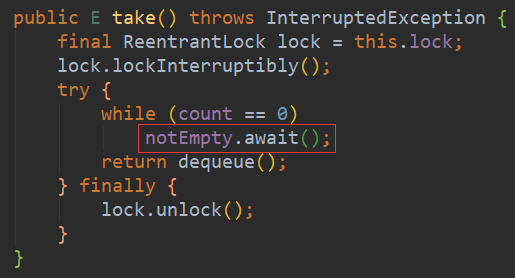 public E take() throws InterruptedException {
    final ReentrantLock lock = this.lock;
    lock.lockInterruptibly();
    try {
        while (count == 0)
            notEmpty.await();
        return dequeue();
    } finally {
        lock.unlock();
    }
}